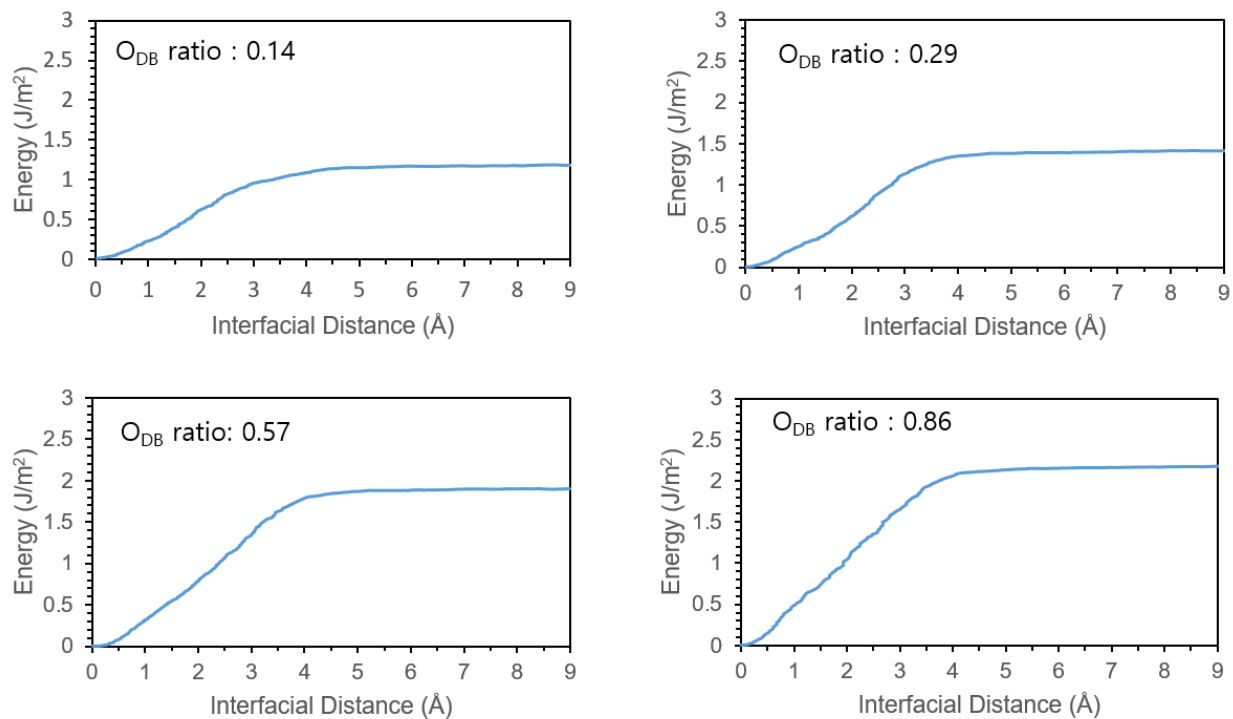 O_DB ratio : 0.14
Energy (J/m²)
3
2.5
2
1.5
1
0.5
0
0 1 2 3 4 5 6 7 8 9
Interfacial Distance (Å)
O_DB ratio : 0.29
Energy (J/m²)
3
2.5
2
1.5
1
0.5
0
0 1 2 3 4 5 6 7 8 9
Interfacial Distance (Å)
O_DB ratio: 0.57
Energy (J/m²)
3
2.5
2
1.5
1
0.5
0
0 1 2 3 4 5 6 7 8 9
Interfacial Distance (Å)
O_DB ratio : 0.86
Energy (J/m²)
3
2.5
2
1.5
1
0.5
0
0 1 2 3 4 5 6 7 8 9
Interfacial Distance (Å)